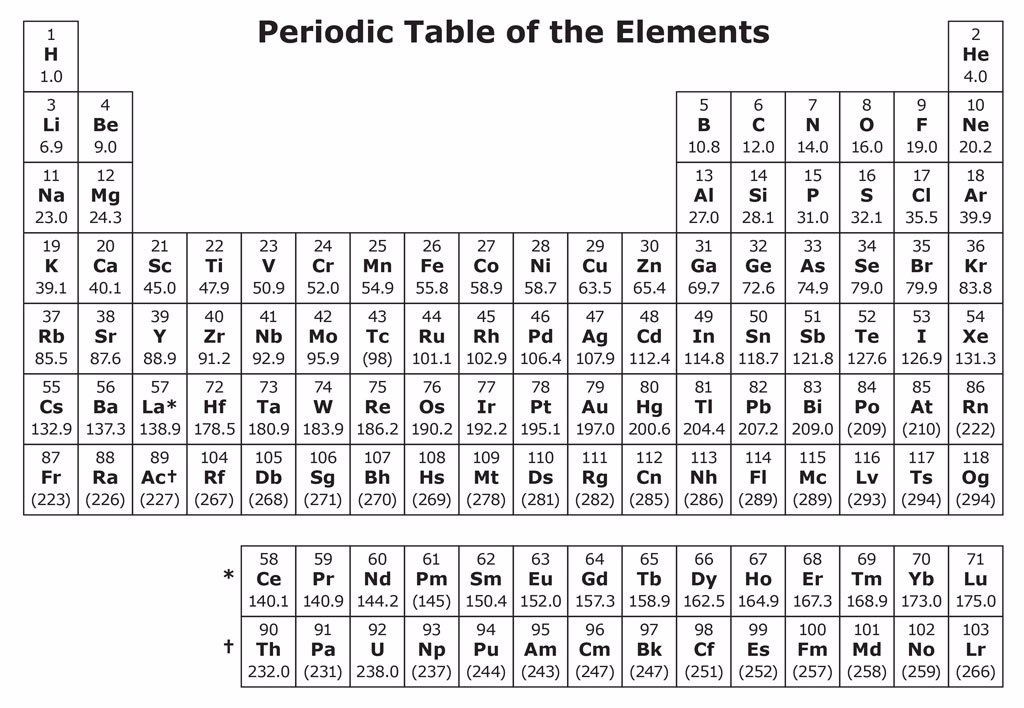 Periodic Table of the Elements
1 2
H He
1.0 4.0
3 4 5 6 7 8 9 10
Li Be B C N O F Ne
6.9 9.0 10.8 12.0 14.0 16.0 19.0 20.2
11 12 13 14 15 16 17 18
Na Mg Al Si P S Cl Ar
23.0 24.3 27.0 28.1 31.0 32.1 35.5 39.9
19 20 21 22 23 24 25 26 27 28 29 30 31 32 33 34 35 36
K Ca Sc Ti V Cr Mn Fe Co Ni Cu Zn Ga Ge As Se Br Kr
39.1 40.1 45.0 47.9 50.9 52.0 54.9 55.8 58.9 58.7 63.5 65.4 69.7 72.6 74.9 79.0 79.9 83.8
37 38 39 40 41 42 43 44 45 46 47 48 49 50 51 52 53 54
Rb Sr Y Zr Nb Mo Tc Ru Rh Pd Ag Cd In Sn Sb Te I Xe
85.5 87.6 88.9 91.2 92.9 95.9 (98) 101.1 102.9 106.4 107.9 112.4 114.8 118.7 121.8 127.6 126.9 131.3
55 56 57 72 73 74 75 76 77 78 79 80 81 82 83 84 85 86
Cs Ba La* Hf Ta W Re Os Ir Pt Au Hg Tl Pb Bi Po At Rn
132.9 137.3 138.9 178.5 180.9 183.9 186.2 190.2 192.2 195.1 197.0 200.6 204.4 207.2 209.0 (209) (210) (222)
87 88 89 104 105 106 107 108 109 110 111 112 113 114 115 116 117 118
Fr Ra Ac† Rf Db Sg Bh Hs Mt Ds Rg Cn Nh Fl Mc Lv Ts Og
(223) (226) (227) (267) (268) (271) (270) (269) (278) (281) (282) (285) (286) (289) (289) (293) (294) (294)
58 59 60 61 62 63 64 65 66 67 68 69 70 71
* Ce Pr Nd Pm Sm Eu Gd Tb Dy Ho Er Tm Yb Lu
140.1 140.9 144.2 (145) 150.4 152.0 157.3 158.9 162.5 164.9 167.3 168.9 173.0 175.0
90 91 92 93 94 95 96 97 98 99 100 101 102 103
† Th Pa U Np Pu Am Cm Bk Cf Es Fm Md No Lr
232.0 (231) 238.0 (237) (244) (243) (247) (247) (251) (252) (257) (258) (259) (266)